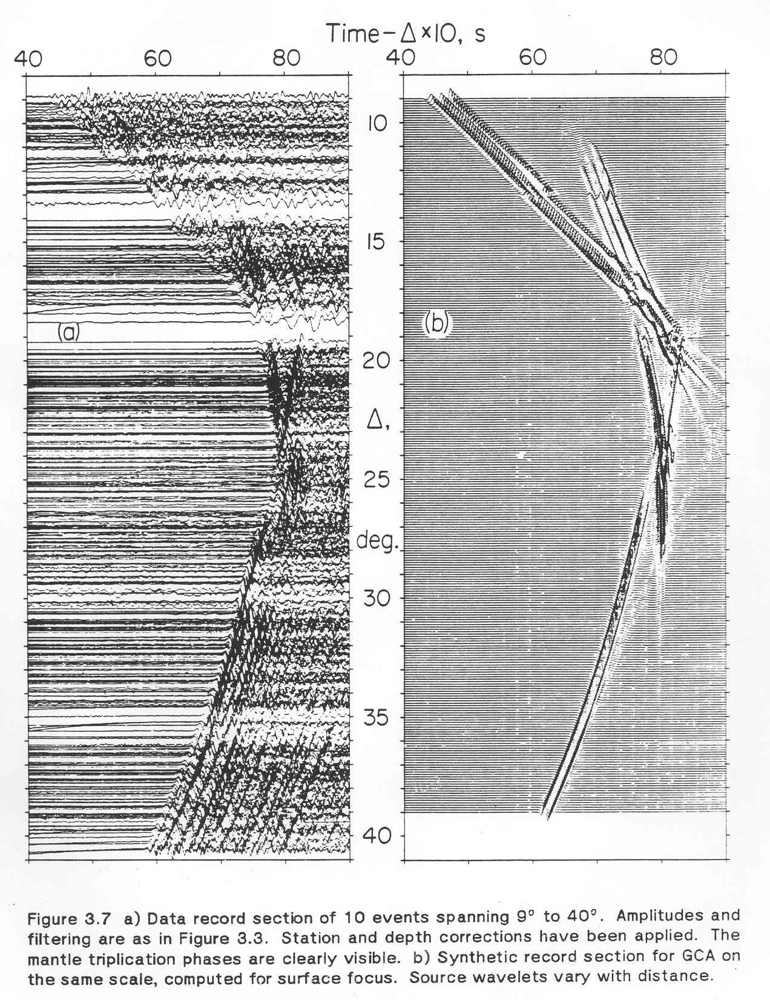 Time – Δ×10, s
40 60 80 40 60 80
10
15
(a) (b)
20
Δ,
25
deg.
30
35
40
Figure 3.7 a) Data record section of 10 events spanning 9° to 40°. Amplitudes and
filtering are as in Figure 3.3. Station and depth corrections have been applied. The
mantle triplication phases are clearly visible. b) Synthetic record section for GCA on
the same scale, computed for surface focus. Source wavelets vary with distance.